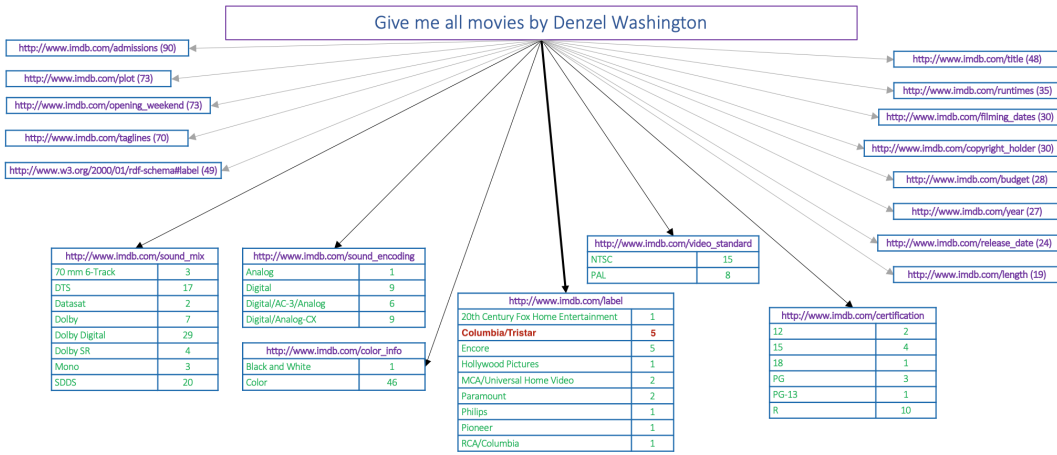 Give me all movies by Denzel Washington
http://www.imdb.com/admissions (90)
http://www.imdb.com/plot (73)
http://www.imdb.com/opening_weekend (73)
http://www.imdb.com/taglines (70)
http://www.w3.org/2000/01/rdf-schema#label (49)
http://www.imdb.com/title (48)
http://www.imdb.com/runtimes (35)
http://www.imdb.com/filming_dates (30)
http://www.imdb.com/copyright_holder (30)
http://www.imdb.com/budget (28)
http://www.imdb.com/year (27)
http://www.imdb.com/release_date (24)
http://www.imdb.com/length (19)
http://www.imdb.com/sound_mix
70 mm 6-Track 3
DTS 17
Datasat 2
Dolby 7
Dolby Digital 29
Dolby SR 4
Mono 3
SDDS 20
http://www.imdb.com/sound_encoding
Analog 1
Digital 9
Digital/AC-3/Analog 6
Digital/Analog-CX 9
http://www.imdb.com/color_info
Black and White 1
Color 46
http://www.imdb.com/label
20th Century Fox Home Entertainment 1
Columbia/Tristar 5
Encore 5
Hollywood Pictures 1
MCA/Universal Home Video 2
Paramount 2
Philips 1
Pioneer 1
RCA/Columbia 1
http://www.imdb.com/video_standard
NTSC 15
PAL 8
http://www.imdb.com/certification
12 2
15 4
18 1
PG 3
PG-13 1
R 10